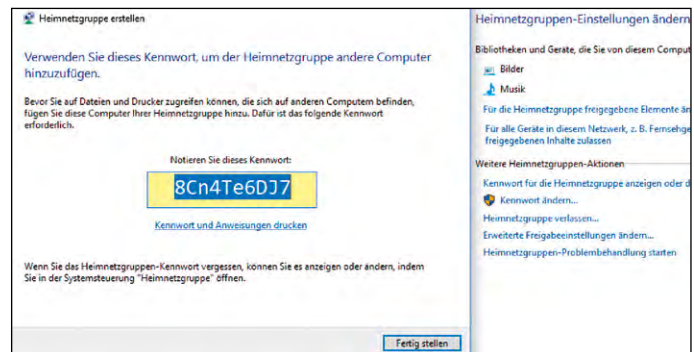 Heimnetzgruppe erstellen
Verwenden Sie dieses Kennwort, um der Heimnetzgruppe andere Computer
hinzuzufügen.
Bevor Sie auf Dateien und Drucker zugreifen können, die sich auf anderen Computern befinden,
fügen Sie diese Computer Ihrer Heimnetzgruppe hinzu. Dafür ist das folgende Kennwort
erforderlich.
Notieren Sie dieses Kennwort:
8Cn4Te6DJ7
Kennwort und Anweisungen drucken
Wenn Sie das Heimnetzgruppen-Kennwort vergessen, können Sie es anzeigen oder ändern, indem
Sie in der Systemsteuerung "Heimnetzgruppe" öffnen.
Fertig stellen
Heimnetzgruppen-Einstellungen ändern
Bibliotheken und Geräte, die Sie von diesem Comput
Bilder
Musik
Für die Heimnetzgruppe freigegebene Elemente än
Für alle Geräte in diesem Netzwerk, z. B. Fernsehge
freigegebenen Inhalte zulassen
Weitere Heimnetzgruppen-Aktionen
Kennwort für die Heimnetzgruppe anzeigen oder d
Kennwort ändern...
Heimnetzgruppe verlassen...
Erweiterte Freigabeeinstellungen ändern...
Heimnetzgruppen-Problembehandlung starten